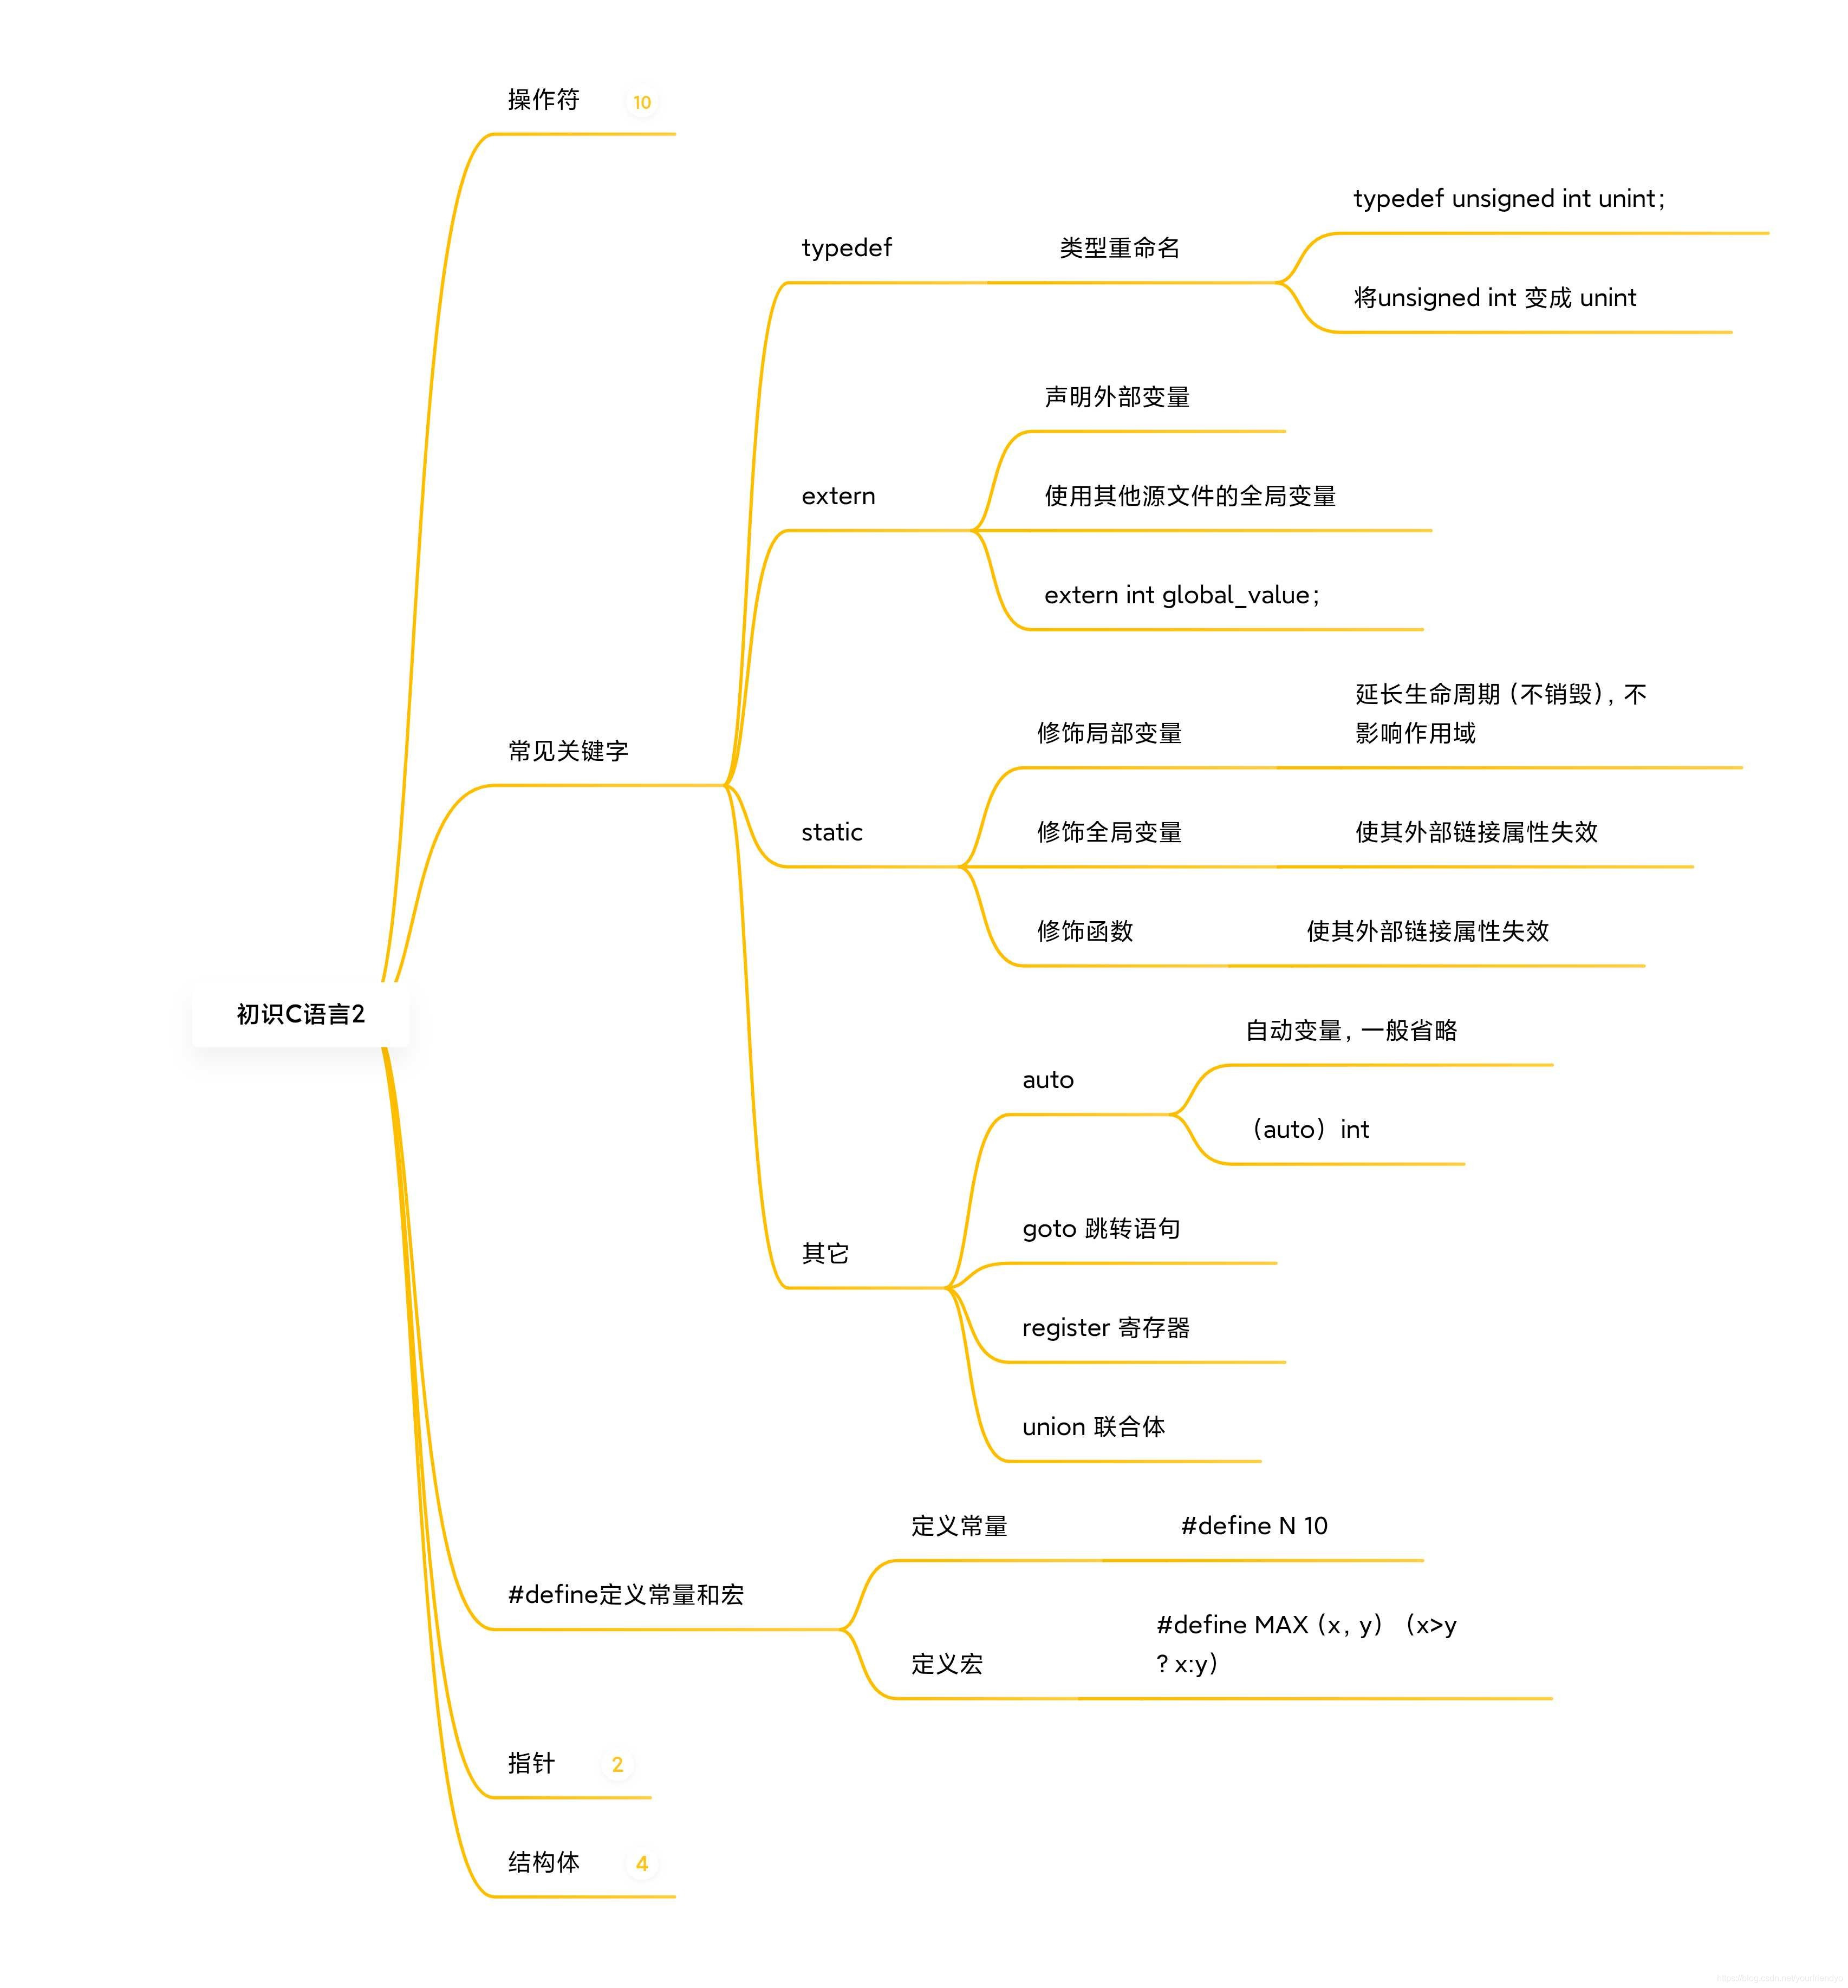 操作符 10
typedef
类型重命名
typedef unsigned int unint；
将unsigned int 变成 unint
extern
声明外部变量
使用其他源文件的全局变量
extern int global_value；
常见关键字
static
修饰局部变量
延长生命周期（不销毁），不
影响作用域
修饰全局变量
使其外部链接属性失效
修饰函数
使其外部链接属性失效
初识C语言2
其它
auto
自动变量，一般省略
（auto）int
goto 跳转语句
register 寄存器
union 联合体
#define定义常量和宏
定义常量
#define N 10
定义宏
#define MAX（x，y）（x>y
? x:y）
指针 2
结构体 4